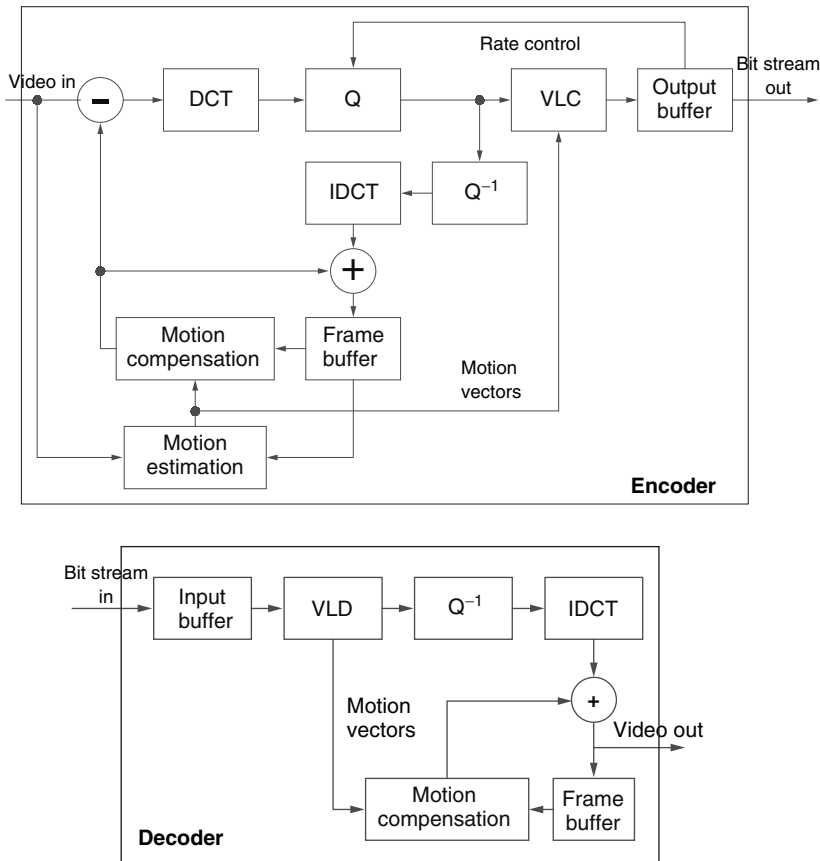 Rate control
Video in
Bit stream
out
−
DCT
Q
VLC
Output
buffer
IDCT
Q⁻¹
+
Motion
compensation
Frame
buffer
Motion
vectors
Motion
estimation
Encoder
Bit stream
in
Input
buffer
VLD
Q⁻¹
IDCT
Motion
vectors
+
Video out
Motion
compensation
Frame
buffer
Decoder